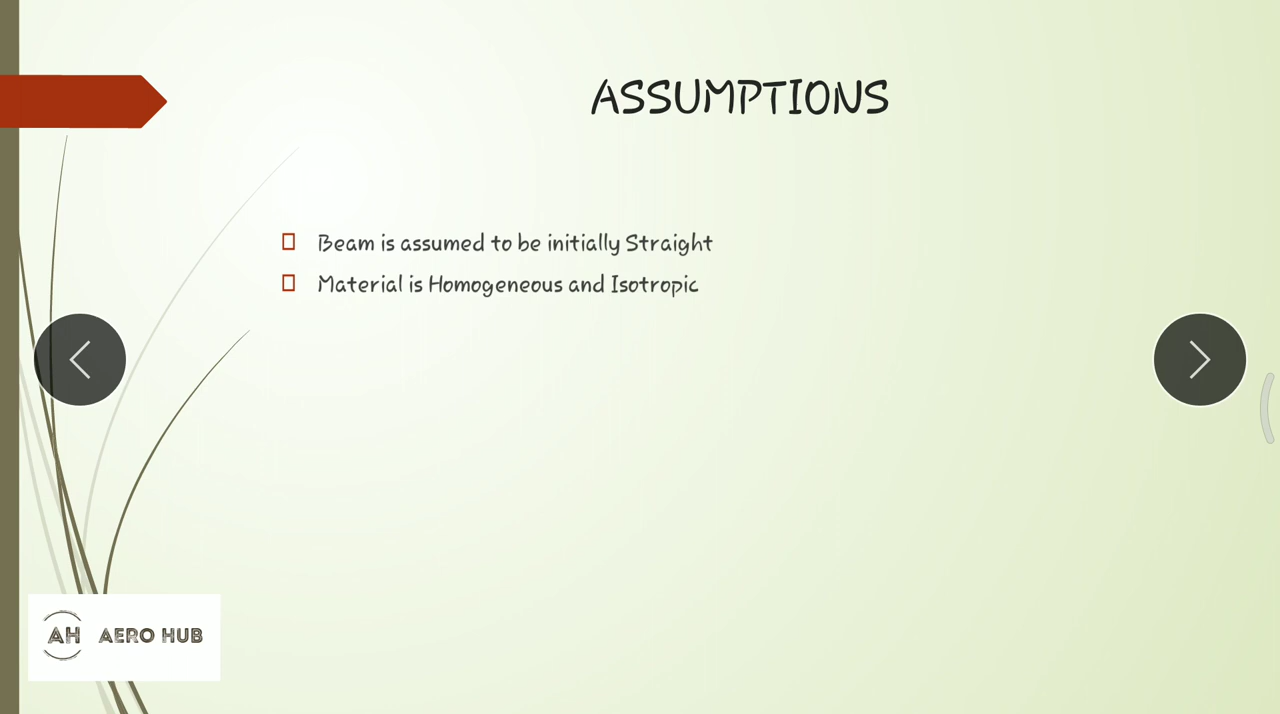 ASSUMPTIONS
Beam is assumed to be initially Straight
Material is Homogeneous and Isotropic
AH AERO HUB